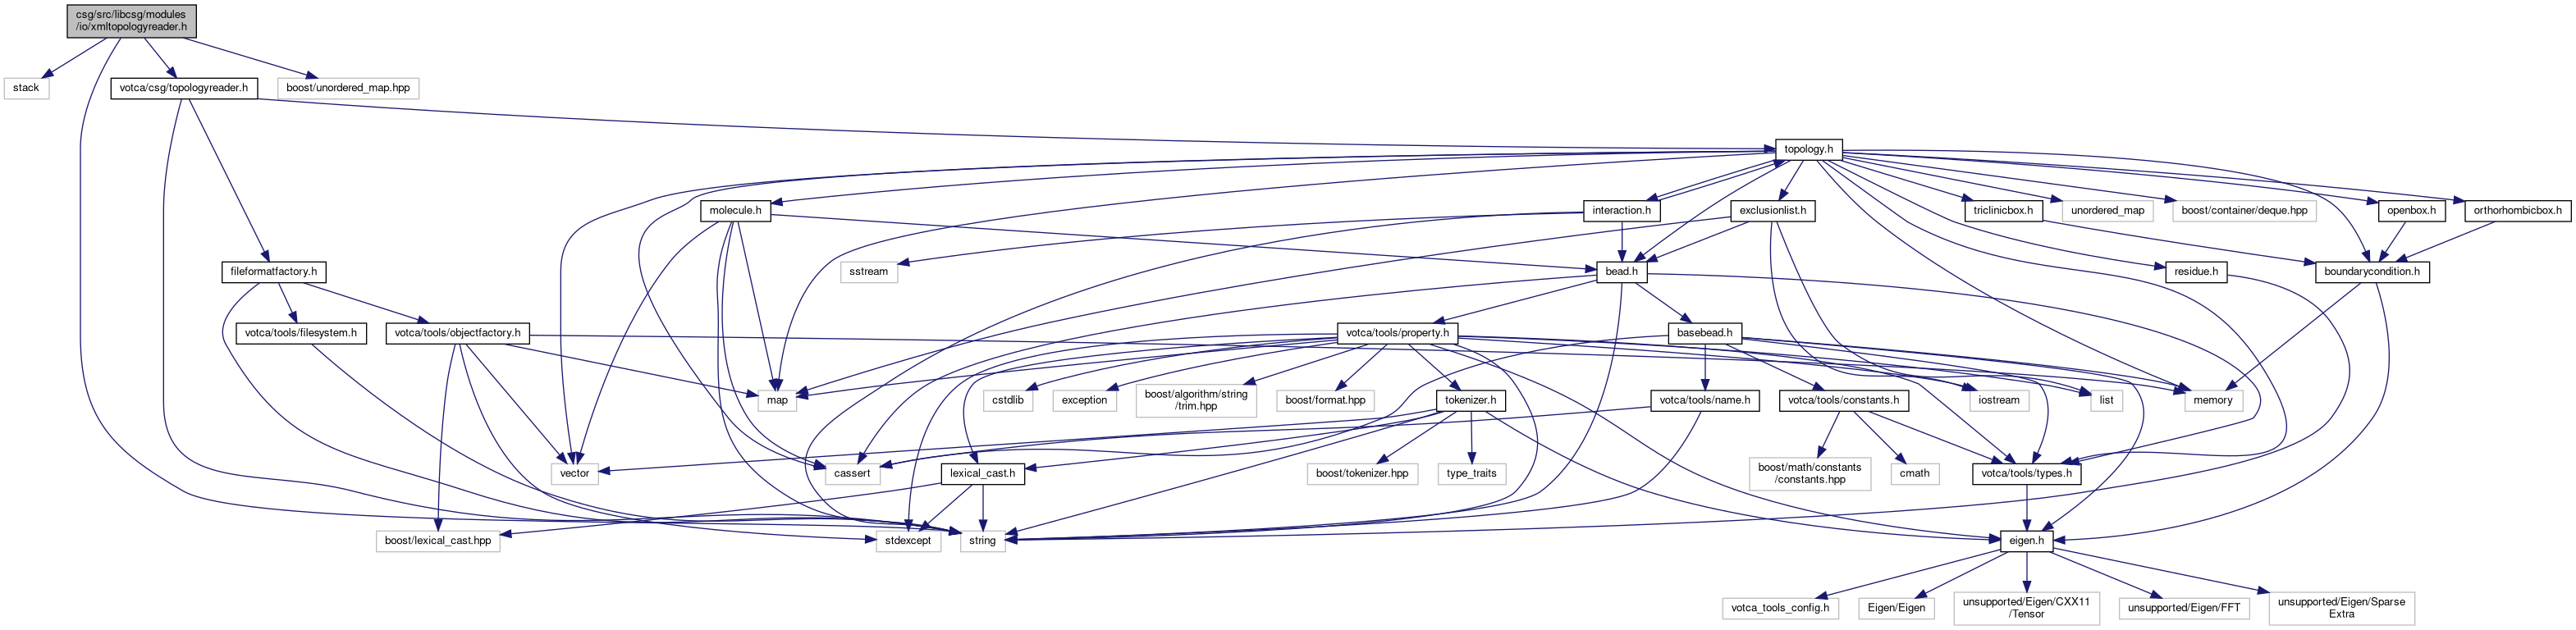 csg/src/libcsg/modules
/io/xmltopologyreader.h
stack
votca/csg/topologyreader.h
boost/unordered_map.hpp
topology.h
molecule.h
interaction.h
exclusionlist.h
triclinicbox.h
unordered_map
boost/container/deque.hpp
openbox.h
orthorhombicbox.h
fileformatfactory.h
sstream
bead.h
residue.h
boundarycondition.h
votca/tools/filesystem.h
votca/tools/objectfactory.h
votca/tools/property.h
basebead.h
map
cstdlib
exception
boost/algorithm/string
/trim.hpp
boost/format.hpp
tokenizer.h
votca/tools/name.h
votca/tools/constants.h
iostream
list
memory
vector
cassert
lexical_cast.h
boost/tokenizer.hpp
type_traits
boost/math/constants
/constants.hpp
cmath
votca/tools/types.h
boost/lexical_cast.hpp
stdexcept
string
eigen.h
votca_tools_config.h
Eigen/Eigen
unsupported/Eigen/CXX11
/Tensor
unsupported/Eigen/FFT
unsupported/Eigen/Sparse
Extra